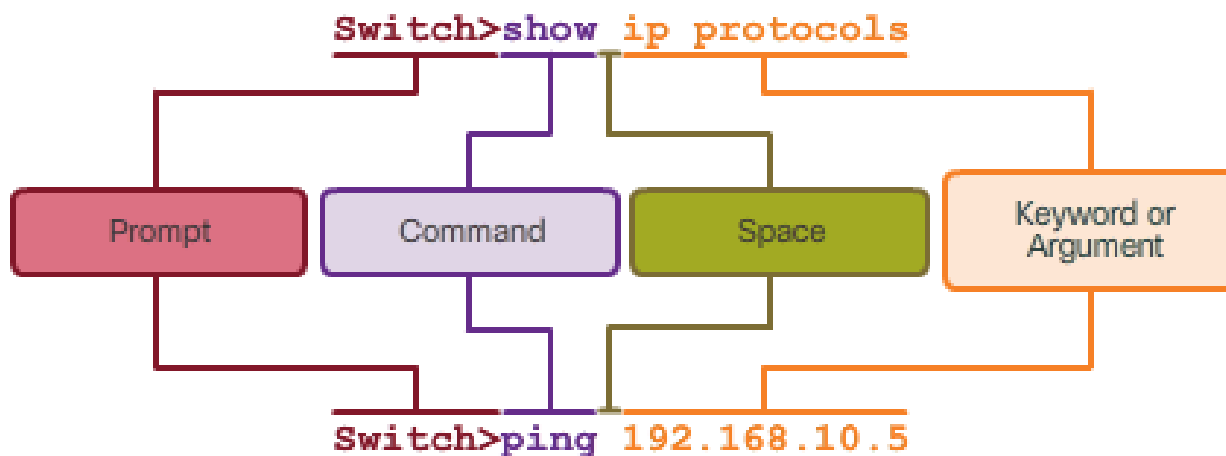 Switch>show ip protocols
Prompt
Command
Space
Keyword or
Argument
Switch>ping 192.168.10.5